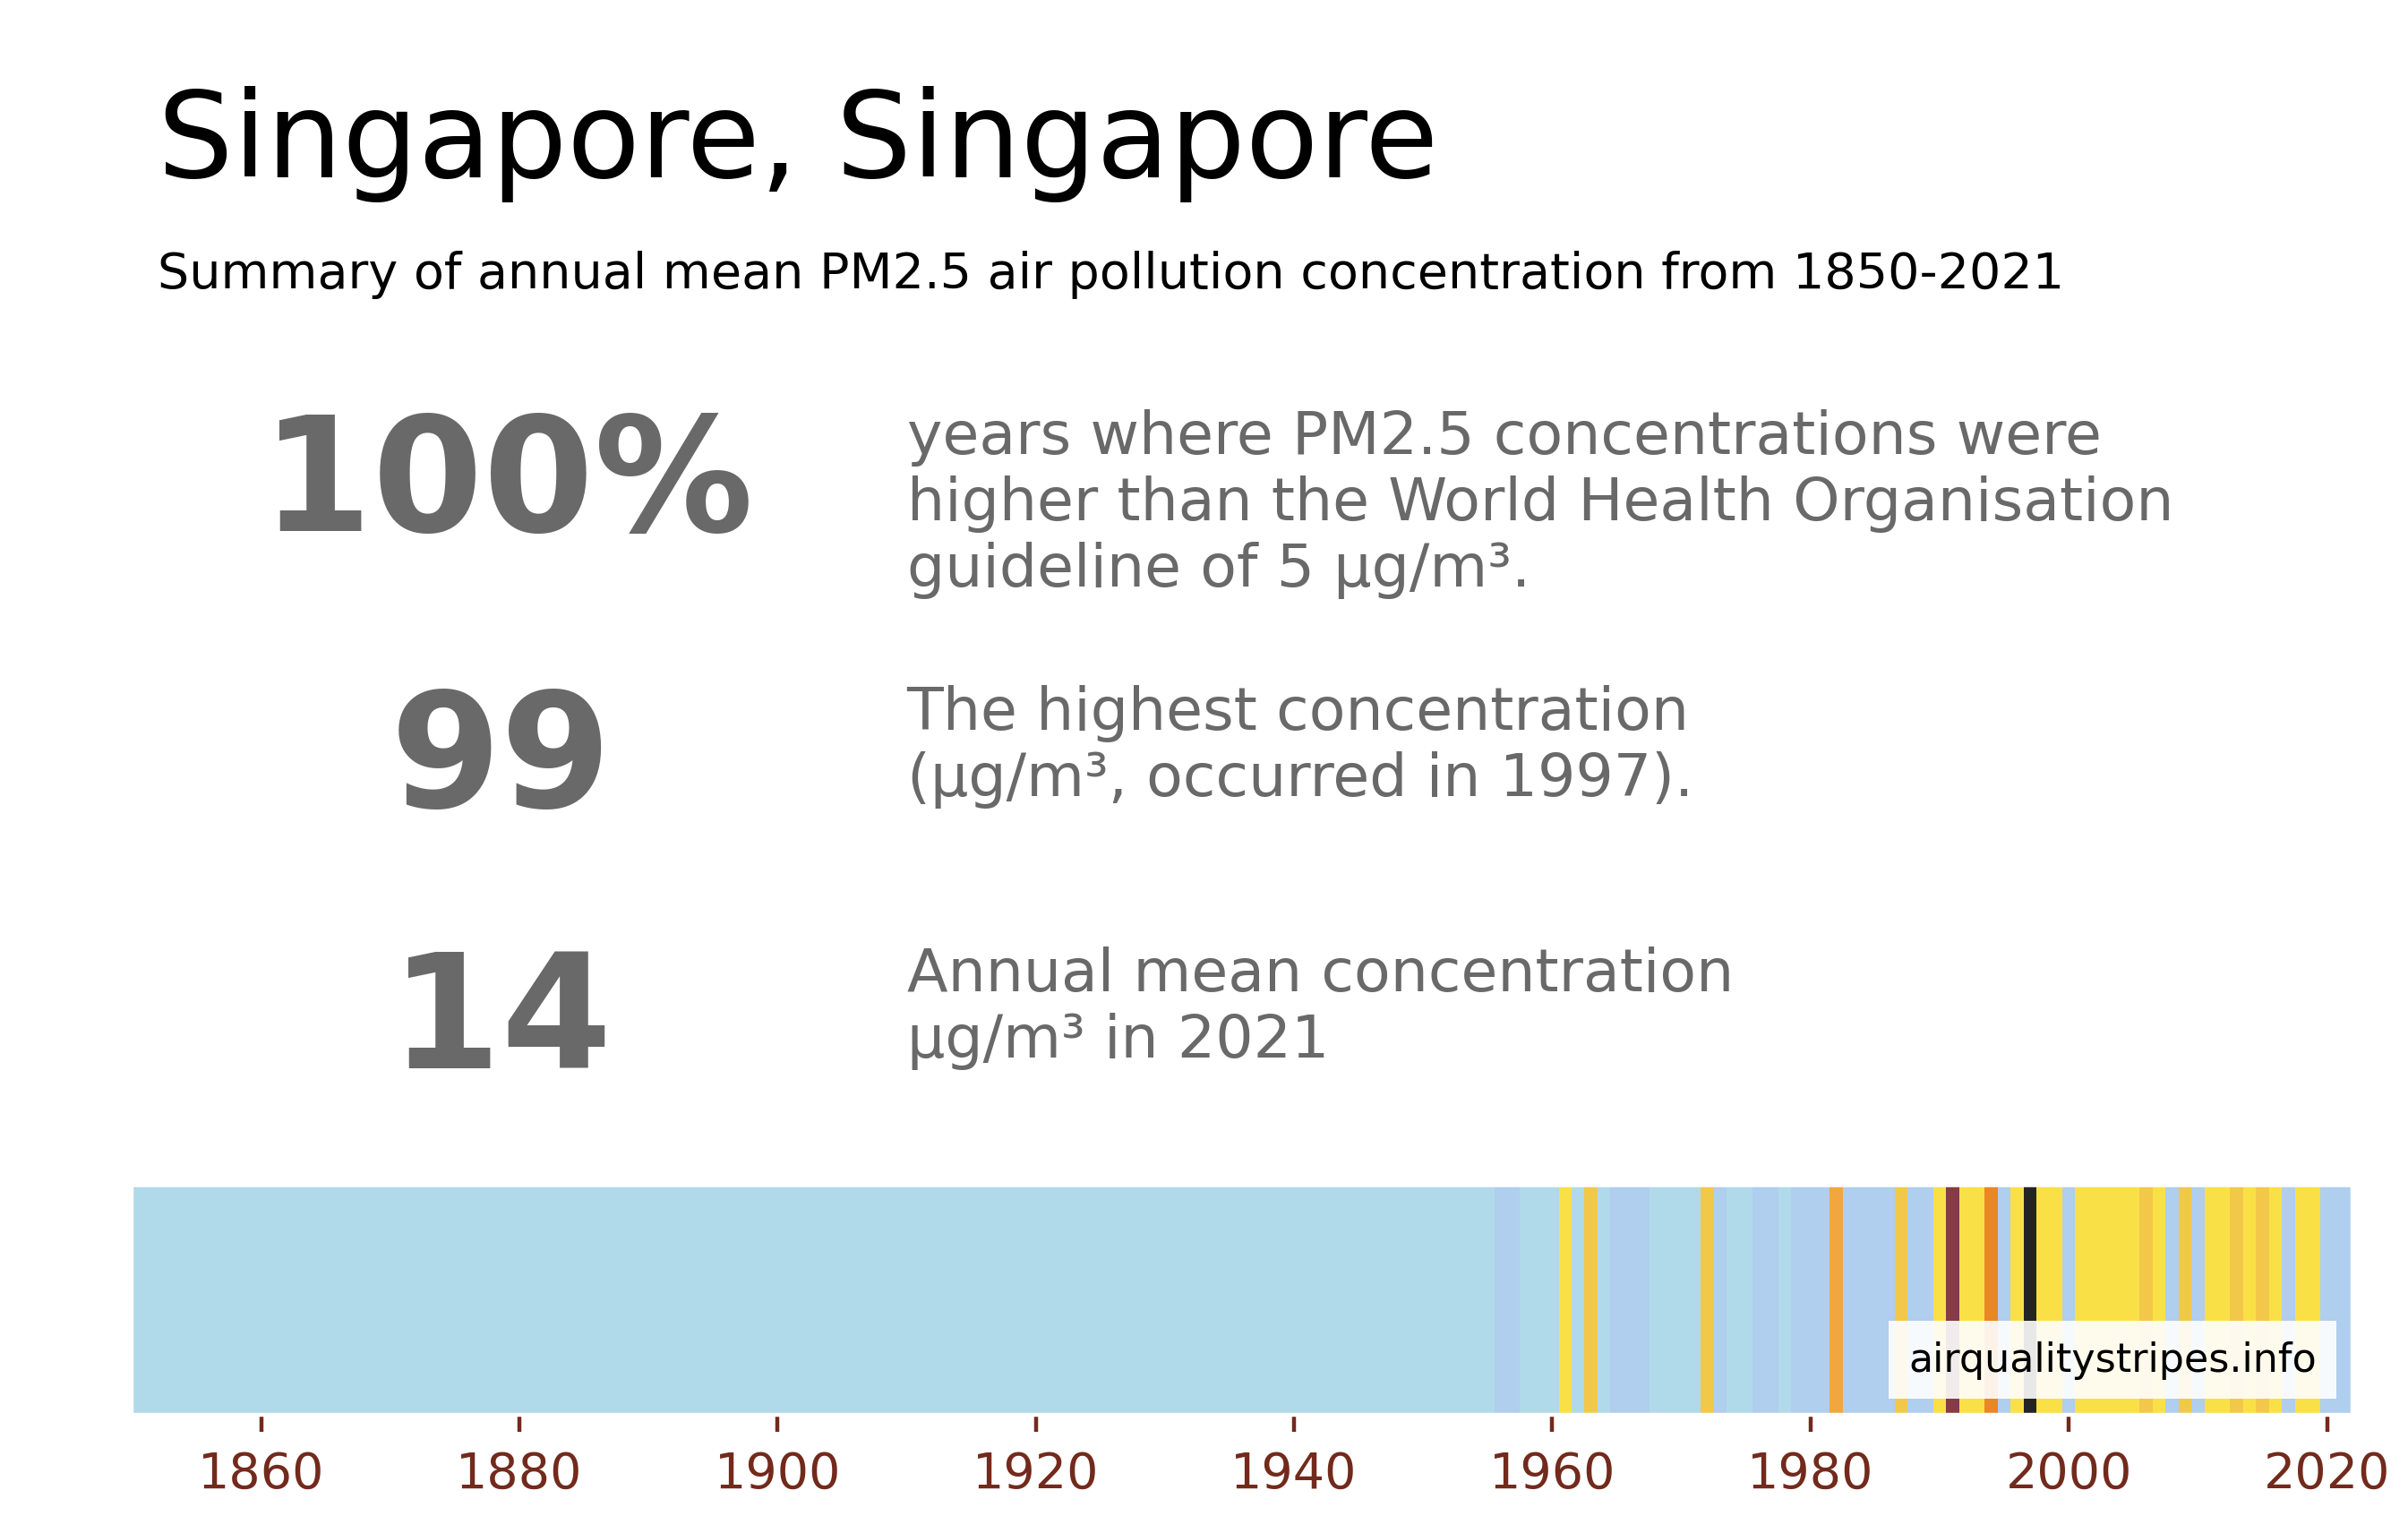 Singapore, Singapore
Summary of annual mean PM2.5 air pollution concentration from 1850-2021
100%
years where PM2.5 concentrations were
higher than the World Health Organisation
guideline of 5 μg/m³.
99
The highest concentration
(μg/m³, occurred in 1997).
14
Annual mean concentration
μg/m³ in 2021
airqualitystripes.info
1860 1880 1900 1920 1940 1960 1980 2000 2020